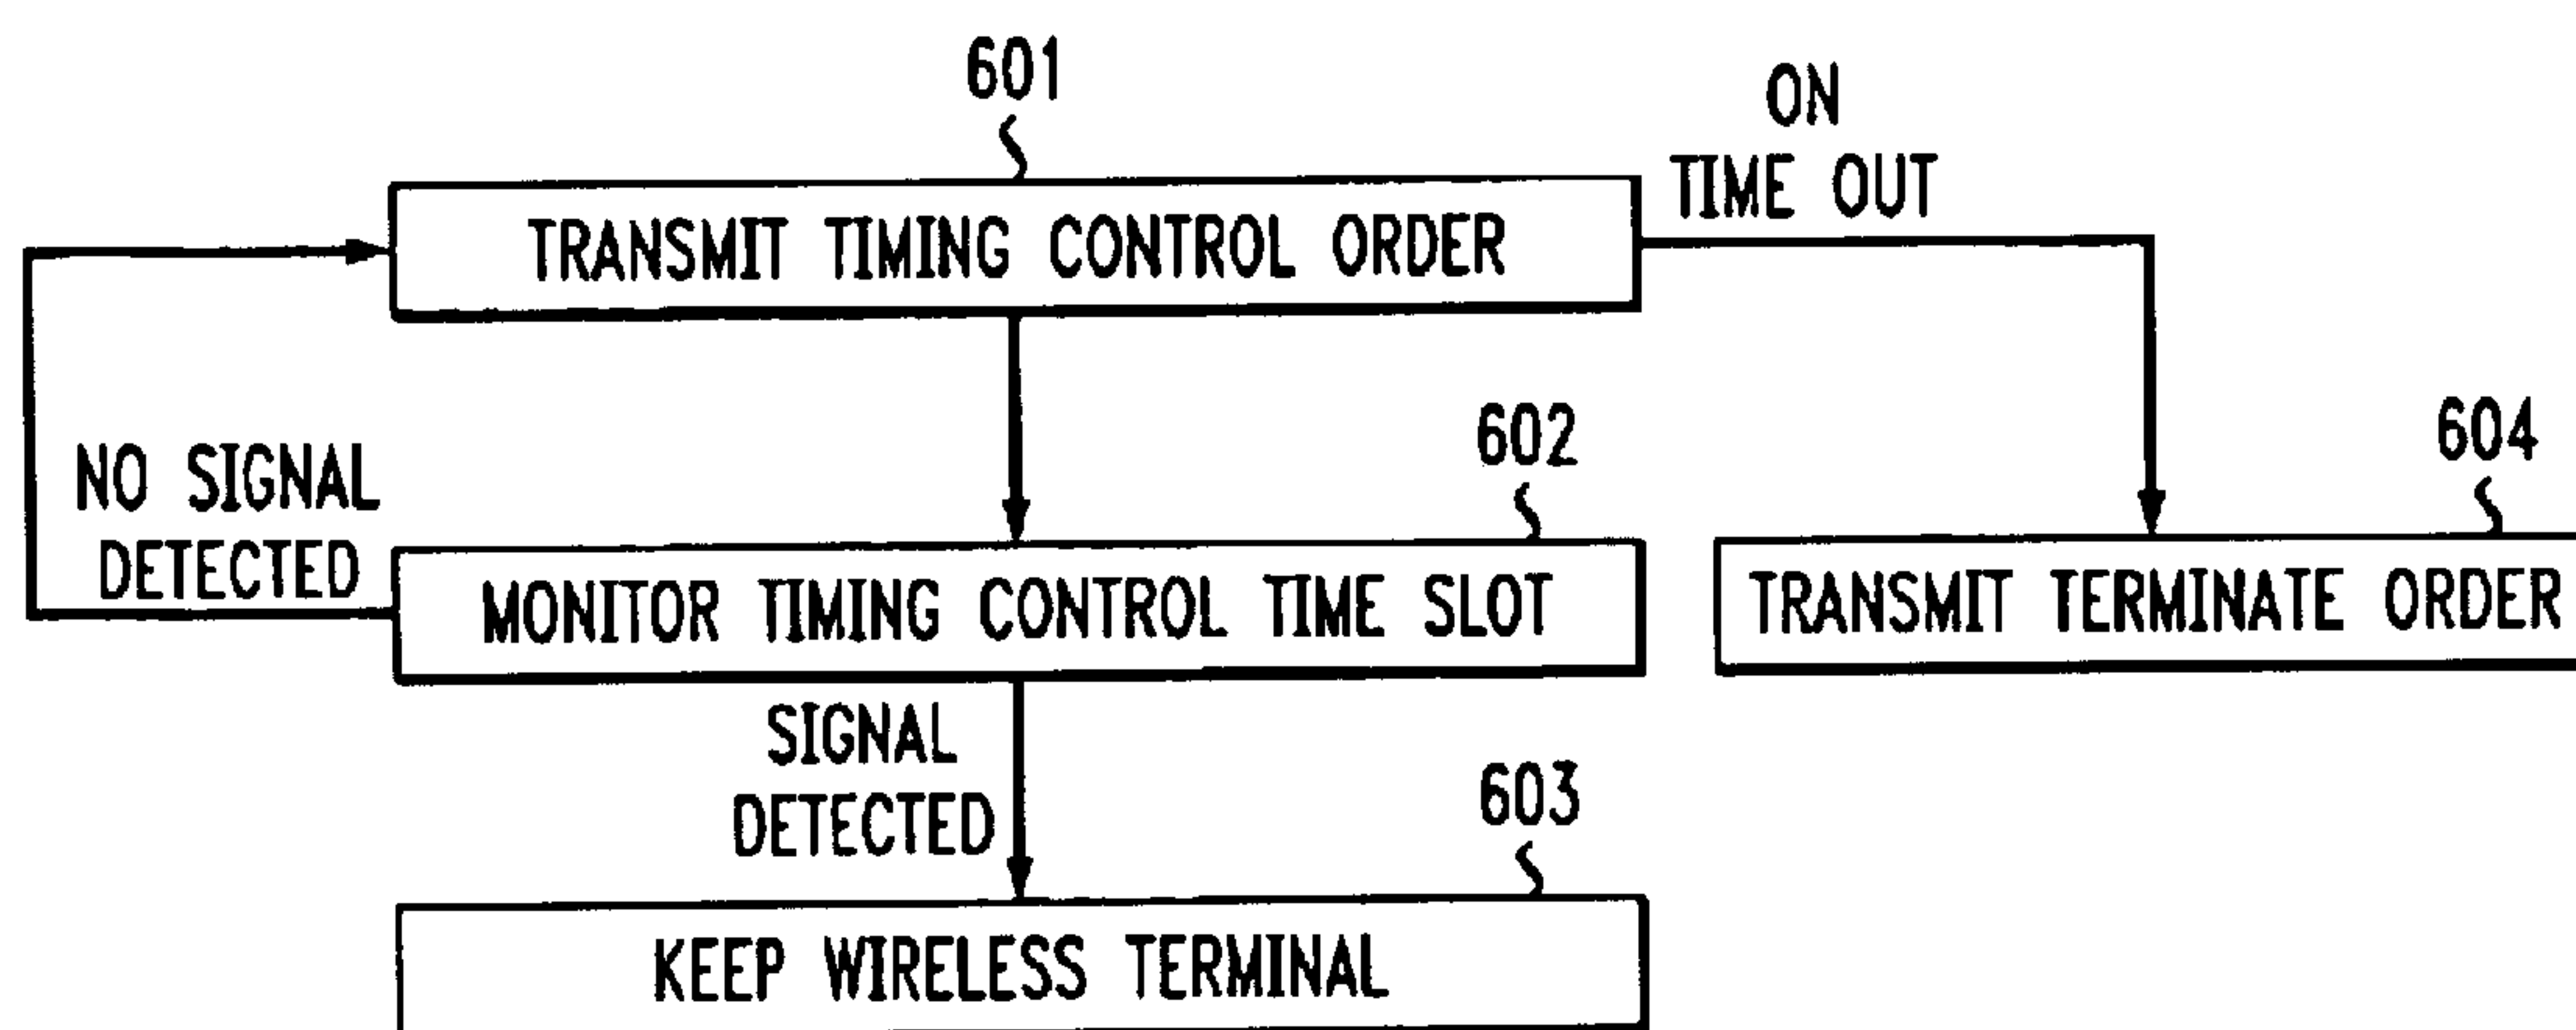 601
ON
TIME OUT
TRANSMIT TIMING CONTROL ORDER
602
604
NO SIGNAL
DETECTED
MONITOR TIMING CONTROL TIME SLOT
TRANSMIT TERMINATE ORDER
SIGNAL
DETECTED
603
KEEP WIRELESS TERMINAL